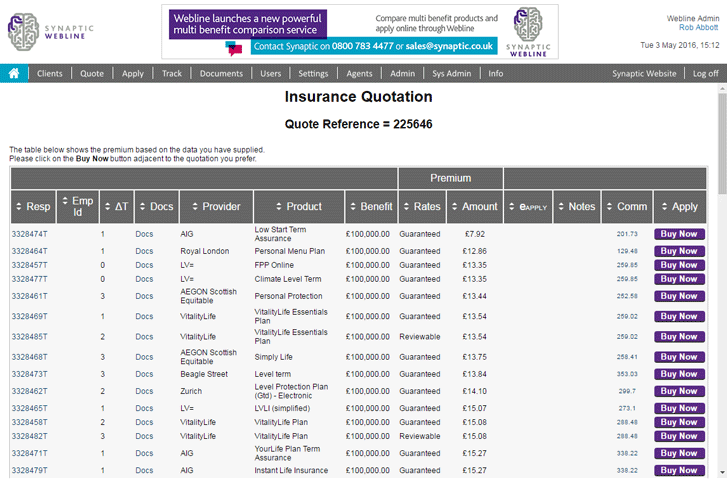 SYNAPTIC
WEBLINE
Webline launches a new powerful
multi benefit comparison service
Contact Synaptic on 0800 783 4477 or sales@synaptic.co.uk
Compare multi benefit products and
apply online through Webline
SYNAPTIC
WEBLINE
Webline Admin
Rob Abbott
Tue 3 May 2016, 15:12
Clients Quote Apply Track Documents Users Settings Agents Admin Sys Admin Info Synaptic Website Log off
Insurance Quotation
Quote Reference = 225646
The table below shows the premium based on the data you have supplied.
Please click on the Buy Now button adjacent to the quotation you prefer.
Premium
Resp Emp Id ΔT Docs Provider Product Benefit Rates Amount eAPPLY Notes Comm Apply
3328474T 1 Docs AIG Low Start Term Assurance £100,000.00 Guaranteed £7.92 201.73 Buy Now
3328464T 1 Docs Royal London Personal Menu Plan £100,000.00 Guaranteed £12.86 129.48 Buy Now
3328457T 0 Docs LV= FPP Online £100,000.00 Guaranteed £13.35 259.85 Buy Now
3328477T 0 Docs LV= Climate Level Term £100,000.00 Guaranteed £13.35 259.85 Buy Now
3328461T 3 Docs AEGON Scottish Equitable Personal Protection £100,000.00 Guaranteed £13.44 252.58 Buy Now
3328469T 1 Docs VitalityLife VitalityLife Essentials Plan £100,000.00 Guaranteed £13.54 259.02 Buy Now
3328485T 2 Docs VitalityLife VitalityLife Essentials Plan £100,000.00 Reviewable £13.54 259.02 Buy Now
3328468T 3 Docs AEGON Scottish Equitable Simply Life £100,000.00 Guaranteed £13.75 258.41 Buy Now
3328473T 3 Docs Beagle Street Level term £100,000.00 Guaranteed £13.84 353.03 Buy Now
3328462T 2 Docs Zurich Level Protection Plan (Gtd) - Electronic £100,000.00 Guaranteed £14.10 299.7 Buy Now
3328465T 1 Docs LV= LVLI (simplified) £100,000.00 Guaranteed £15.07 273.1 Buy Now
3328458T 2 Docs VitalityLife VitalityLife Plan £100,000.00 Guaranteed £15.08 288.48 Buy Now
3328482T 3 Docs VitalityLife VitalityLife Plan £100,000.00 Reviewable £15.08 288.48 Buy Now
3328471T 1 Docs AIG YourLife Plan Term Assurance £100,000.00 Guaranteed £15.27 338.22 Buy Now
3328479T 1 Docs AIG Instant Life Insurance £100,000.00 Guaranteed £15.27 338.22 Buy Now